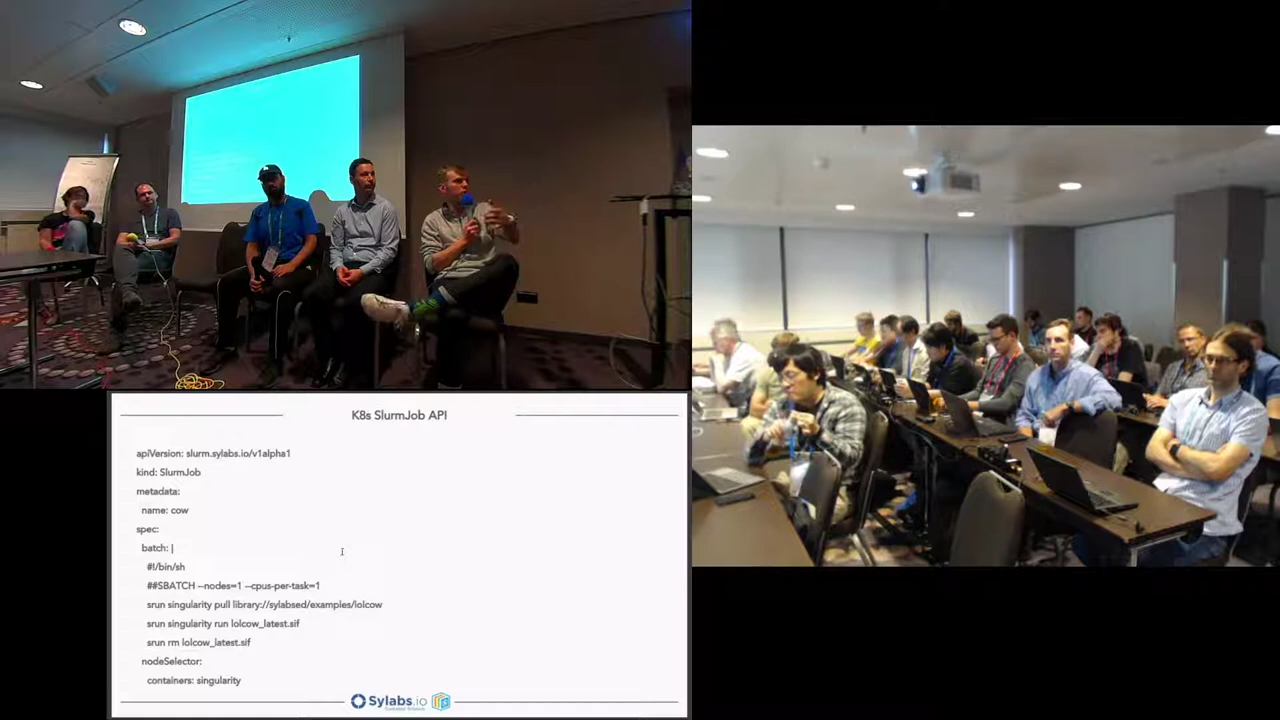 K8s SlurmJob API
apiVersion: slurm.sylabs.io/v1alpha1
kind: SlurmJob
metadata:
name: cow
spec:
batch: |
#!/bin/sh
##SBATCH --nodes=1 --cpus-per-task=1
srun singularity pull library://sylabsed/examples/lolcow
srun singularity run lolcow_latest.sif
srun rm lolcow_latest.sif
nodeSelector:
containers: singularity
Sylabs.io